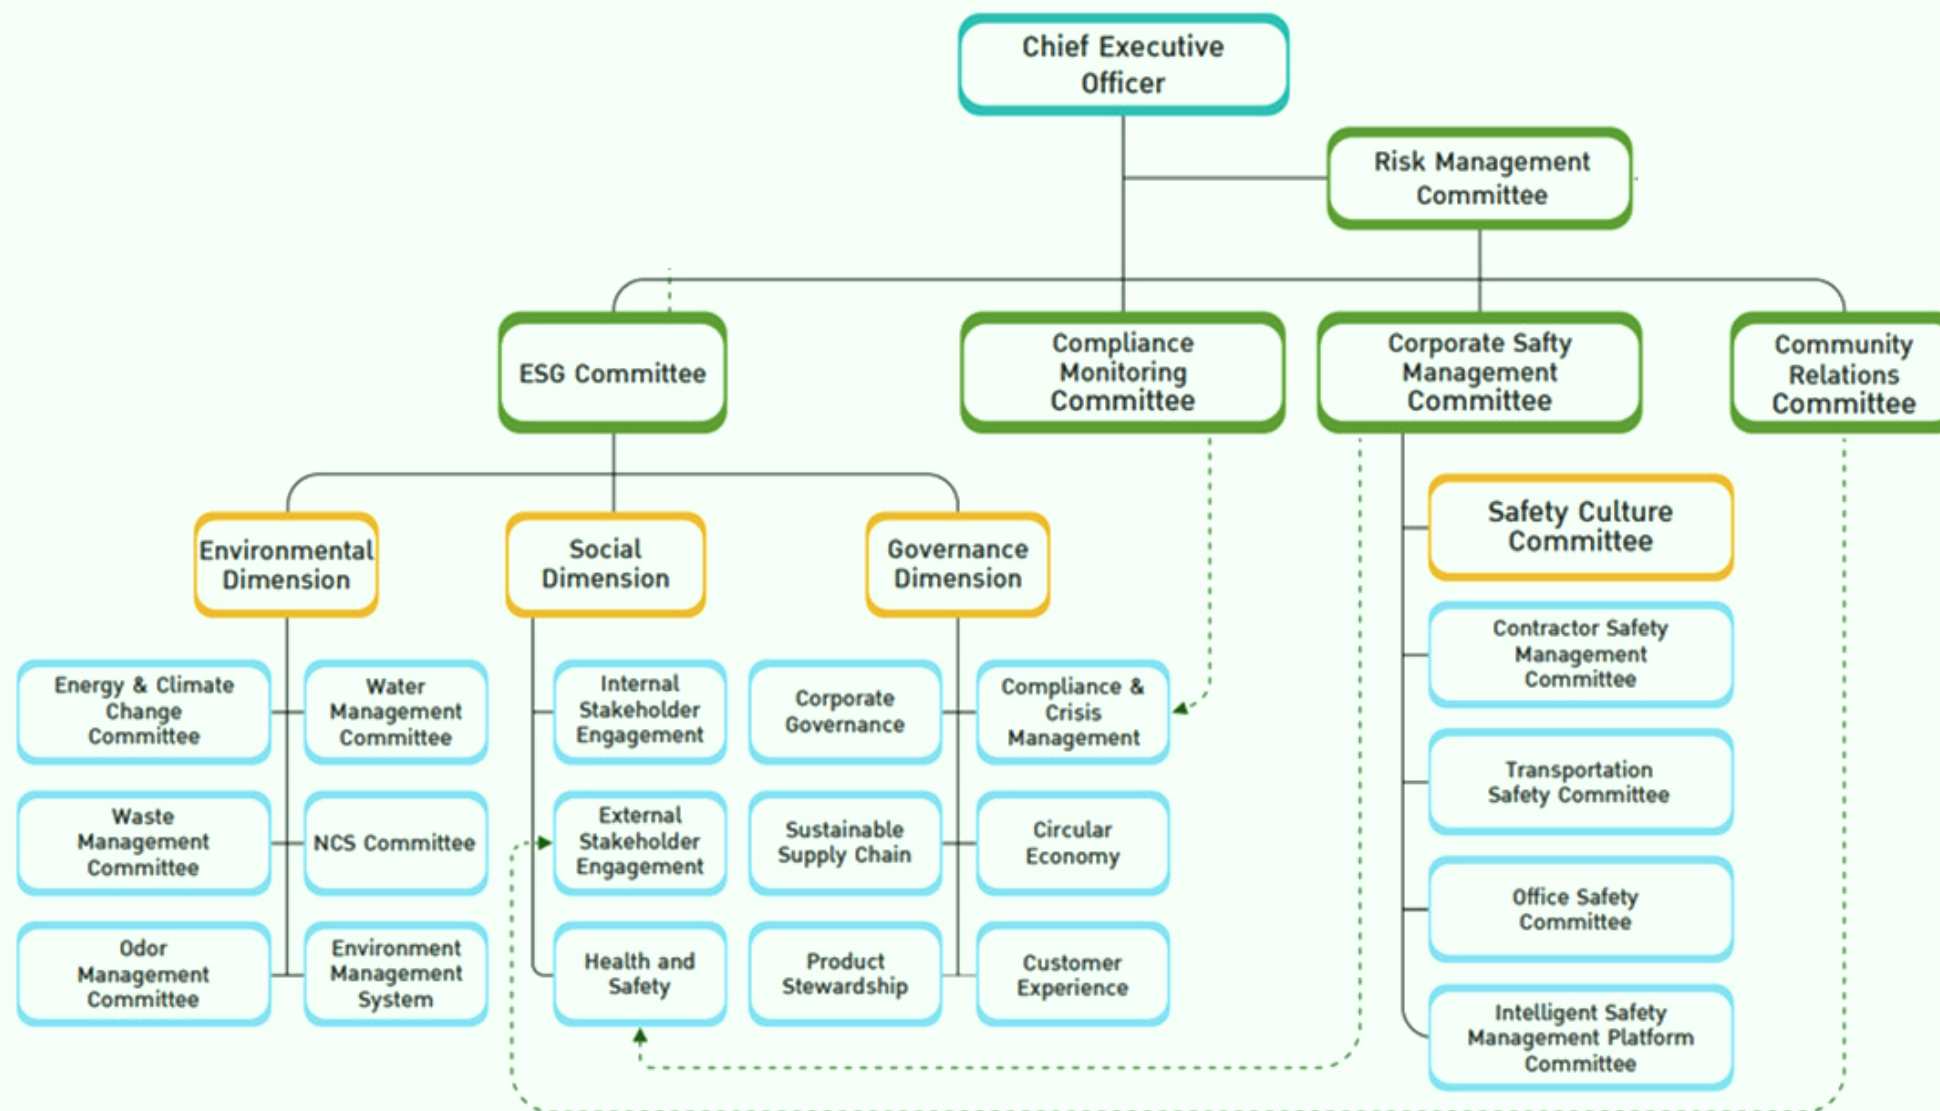 Chief Executive
Officer
Risk Management
Committee
ESG Committee
Compliance
Monitoring
Committee
Corporate Safty
Management
Committee
Community
Relations
Committee
Environmental
Dimension
Social
Dimension
Governance
Dimension
Safety Culture
Committee
Energy & Climate
Change
Committee
Water
Management
Committee
Internal
Stakeholder
Engagement
Corporate
Governance
Compliance &
Crisis
Management
Contractor Safety
Management
Committee
Waste
Management
Committee
NCS Committee
External
Stakeholder
Engagement
Sustainable
Supply Chain
Circular
Economy
Transportation
Safety Committee
Odor
Management
Committee
Environment
Management
System
Health and
Safety
Product
Stewardship
Customer
Experience
Office Safety
Committee
Intelligent Safety
Management Platform
Committee